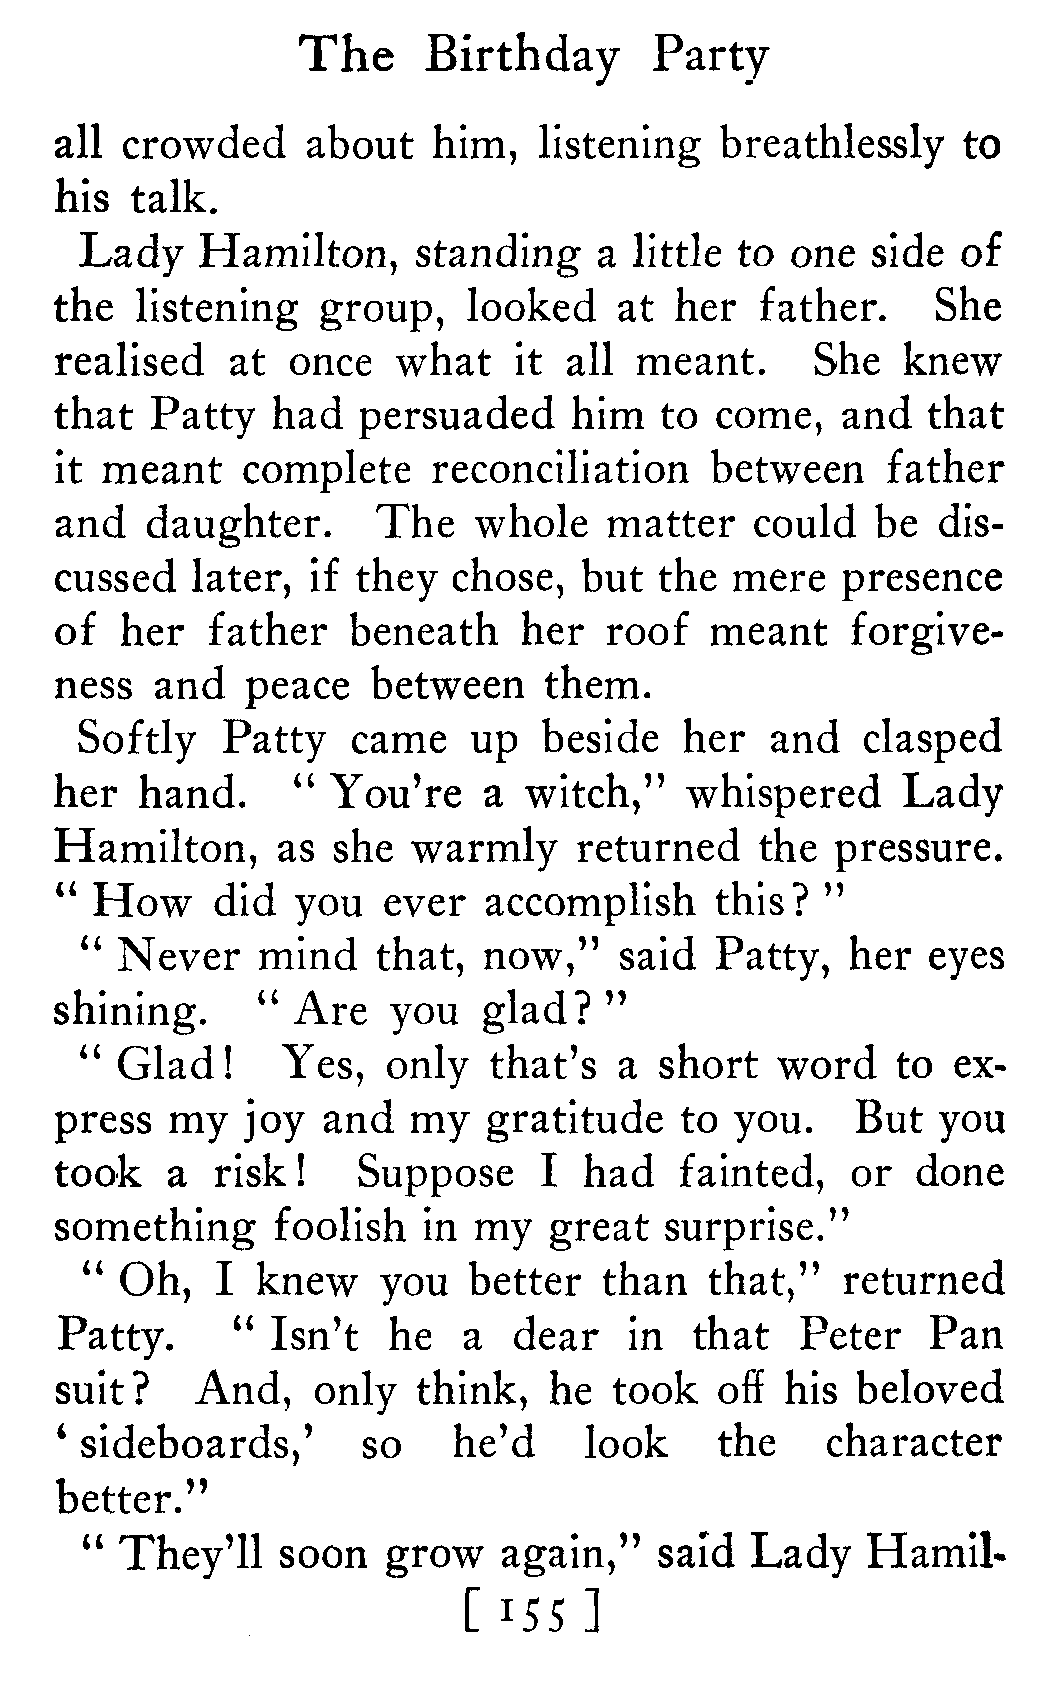 The Birthday Party
all crowded about him, listening breathlessly to
his talk.
Lady Hamilton, standing a little to one side of
the listening group, looked at her father. She
realised at once what it all meant. She knew
that Patty had persuaded him to come, and that
it meant complete reconciliation between father
and daughter. The whole matter could be dis-
cussed later, if they chose, but the mere presence
of her father beneath her roof meant forgive-
ness and peace between them.
Softly Patty came up beside her and clasped
her hand. “ You’re a witch,” whispered Lady
Hamilton, as she warmly returned the pressure.
“ How did you ever accomplish this? ”
“ Never mind that, now,” said Patty, her eyes
shining. “ Are you glad? ”
“ Glad! Yes, only that’s a short word to ex-
press my joy and my gratitude to you. But you
took a risk! Suppose I had fainted, or done
something foolish in my great surprise.”
“ Oh, I knew you better than that,” returned
Patty. “ Isn’t he a dear in that Peter Pan
suit? And, only think, he took off his beloved
‘ sideboards,’ so he’d look the character
better.”
“ They’ll soon grow again,” said Lady Hamil-
[ 155 ]